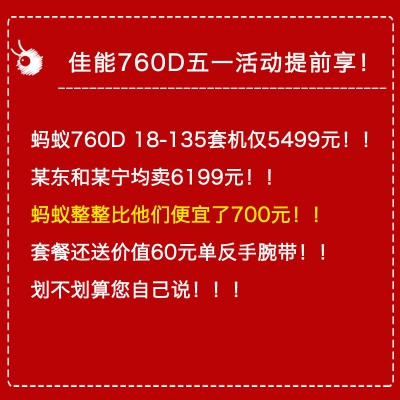 佳能760D五一活动提前享！
蚂蚁760D 18-135套机仅5499元！！
某东和某宁均卖6199元！！
蚂蚁整整比他们便宜了700元！！
套餐还送价值60元单反手腕带！！
划不划算您自己说！！！